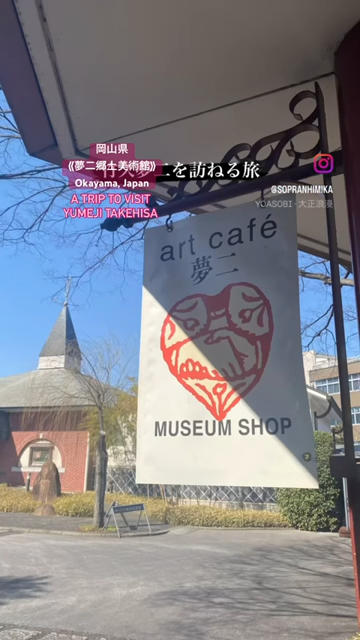 岡山県
《夢二郷土美術館》
二を訪ねる旅
Okayama, Japan
A TRIP TO VISIT
YUMEJI TAKEHISA
@SOPRANHIMIKA
YOASOBI - 大正浪漫
art café
夢二
MUSEUM SHOP